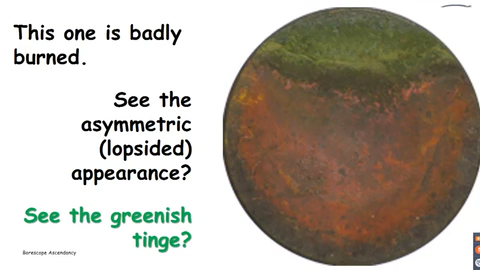 This one is badly
burned.
See the
asymmetric
(lopsided)
appearance?
See the greenish
tinge?
Borescope Ascendancy